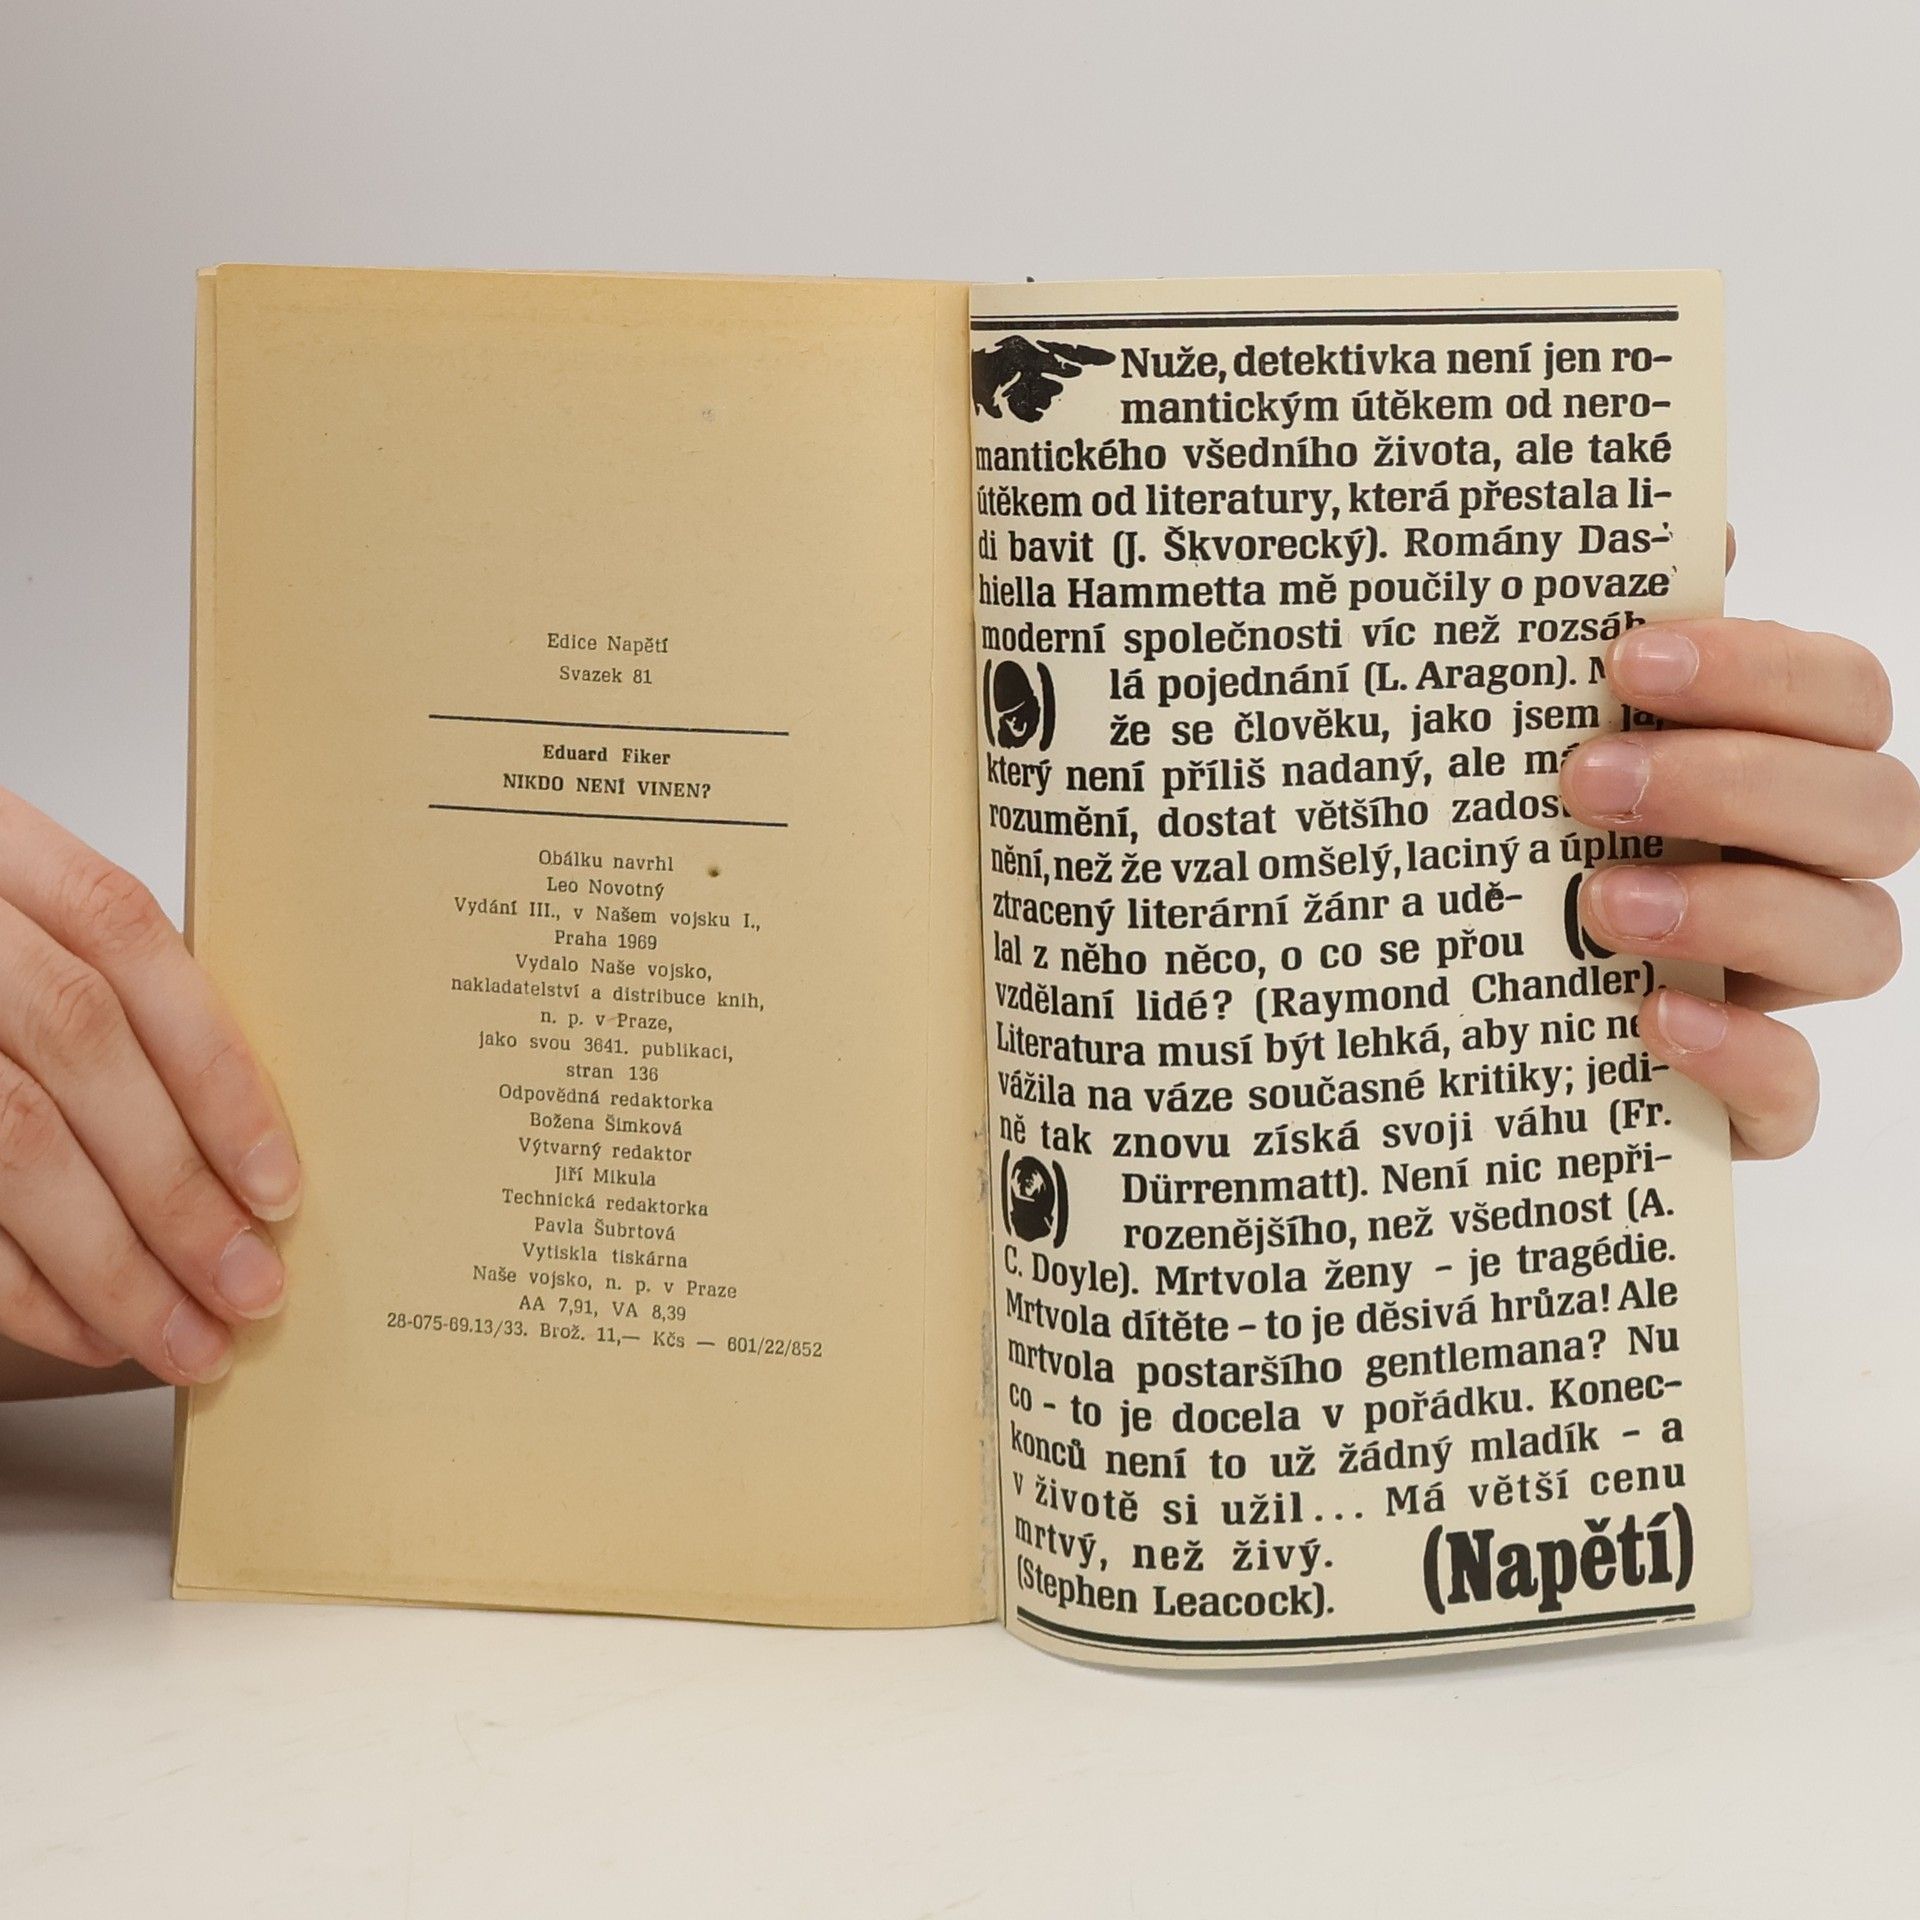 Edice Napětí
Svazek 81
Eduard Fiker
NIKDO NENÍ VINEN?
Obálku navrhl
Leo Novotný
Vydání III., v Našem vojsku I.,
Praha 1969
Vydalo Naše vojsko,
nakladatelství a distribuce knih,
n. p. v Praze,
jako svou 3641. publikaci,
stran 136
Odpovědná redaktorka
Božena Šimková
Výtvarný redaktor
Jiří Mikula
Technická redaktorka
Pavla Šubrtová
Vytiskla tiskárna
Naše vojsko, n. p. v Praze
AA 7,91, VA 8,39
28-075-69.13/33. Brož. 11,— Kčs — 601/22/852
Nuže, detektivka není jen ro-
mantickým útěkem od nero-
mantického všedního života, ale také
útěkem od literatury, která přestala li-
di bavit (J. Škvorecký). Romány Das-
hiella Hammetta mě poučily o povaze
moderní společnosti víc než
lá pojednání (L. Aragon).
že se člověku, jako jsem
který není příliš nadaný, ale
rozumění, dostat většího
nění, než že vzal omšelý, laciný a úplně
ztracený literární žánr a udě-
lal z něho něco, o co se přou
vzdělaní lidé? (Raymond Chandler).
Literatura musí být lehká, aby nic
vážila na váze současné kritiky; jedi-
ně tak znovu získá svoji váhu (Fr.
Dürrenmatt). Není nic nepři-
rozenějšího, než všednost (A.
C. Doyle). Mrtvola ženy – je tragédie.
Mrtvola dítěte – to je děsivá hrůza! Ale
mrtvola postaršího gentlemana? Nu
co – to je docela v pořádku. Konec-
konců není to už žádný mladík – a
v životě si užil... Má větší cenu
mrtvý, než živý.
(Stephen Leacock).
(Napětí)